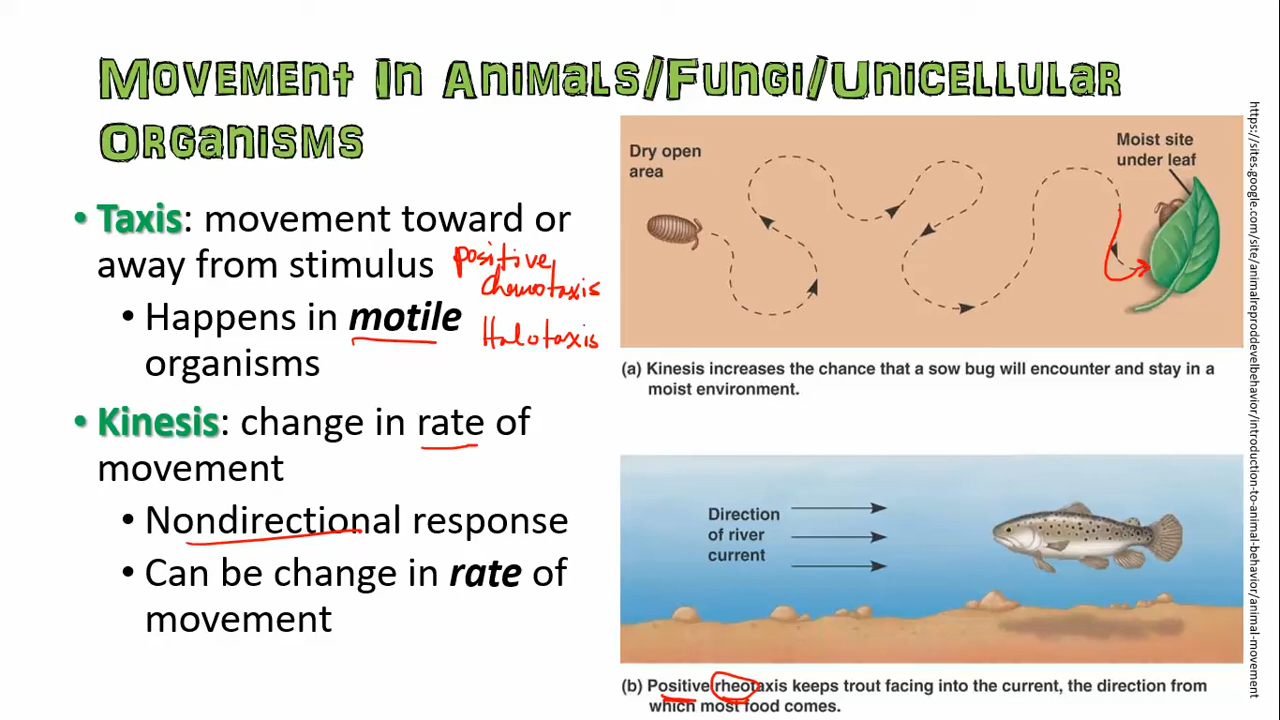 Movement In Animals/Fungi/Unicellular
Organisms
• Taxis: movement toward or
away from stimulus
positive
chemotaxis
• Happens in motile
organisms
Halotaxis
• Kinesis: change in rate of
movement
• Nondirectional response
• Can be change in rate of
movement
Dry open
area
Moist site
under leaf
(a) Kinesis increases the chance that a sow bug will encounter and stay in a
moist environment.
Direction
of river
current
(b) Positive rheotaxis keeps trout facing into the current, the direction from
which most food comes.
https://sites.google.com/site/animalreproddevelbehavior/introduction-to-animal-behavior/animal-movement